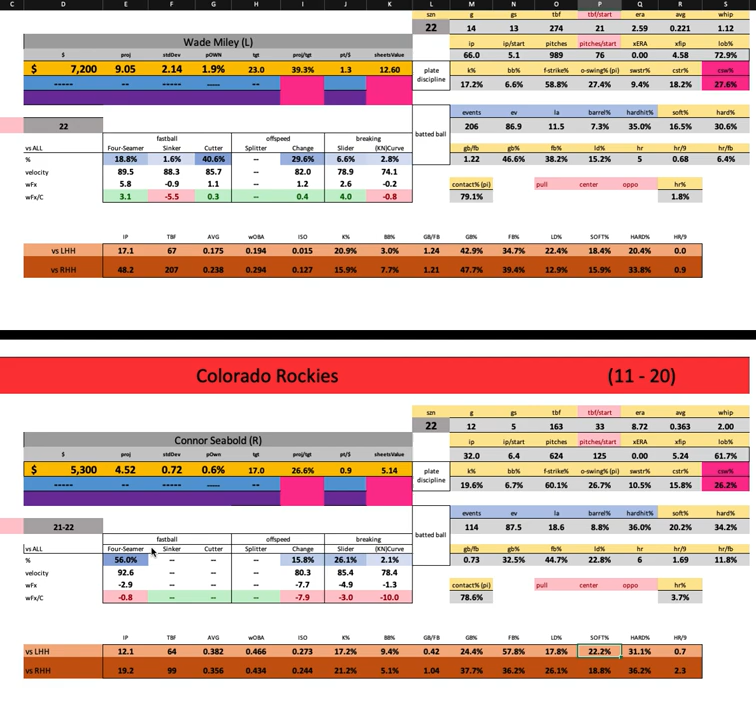 C D E F G H I J K L M N O P Q R S
szn g gs tbf tbf/start era avg whip
22 14 13 274 21 2.59 0.221 1.12
Wade Miley (L) ip ip/start pitches pitches/start xERA xfip lob%
$ proj stdDev pOWN tgt proj/tgt pt/$ sheetsValue 66.0 5.1 989 76 0.00 4.58 72.9%
$ 7,200 9.05 2.14 1.9% 23.0 39.3% 1.3 12.60 plate discipline k% bb% f-strike% o-swing% (pi) swstr% cstr% csw%
----- ----- ___ -- 17.2% 6.6% 58.8% 27.4% 9.4% 18.2% 27.6%
batted ball events ev la barrel% hardhit% soft% hard%
22 206 86.9 11.5 7.3% 35.0% 16.5% 30.6%
fastball offspeed breaking
vs ALL Four-Seamer Sinker Cutter Splitter Change Slider (KN)Curve gb/fb gb% fb% ld% hr hr/9 hr/fb
% 18.8% 1.6% 40.6% -- 29.6% 6.6% 2.8% 1.22 46.6% 38.2% 15.2% 5 0.68 6.4%
velocity 89.5 88.3 85.7 -- 82.0 78.9 74.1
wFx 5.8 -0.9 1.1 -- 1.2 2.6 -0.2 contact% (pi) pull center oppo hr%
wFx/C 3.1 -5.5 0.3 -- 0.4 4.0 -0.8 79.1% 1.8%
IP TBF AVG wOBA ISO K% BB% GB/FB GB% FB% LD% SOFT% HARD% HR/9
vs LHH 17.1 67 0.175 0.194 0.015 20.9% 3.0% 1.24 42.9% 34.7% 22.4% 18.4% 20.4% 0.0
vs RHH 48.2 207 0.238 0.294 0.127 15.9% 7.7% 1.21 47.7% 39.4% 12.9% 15.9% 33.8% 0.9
Colorado Rockies (11 - 20)
szn g gs tbf tbf/start era avg whip
22 12 5 163 33 8.72 0.363 2.00
Connor Seabold (R) ip ip/start pitches pitches/start xERA xfip lob%
$ proj stdDev pOwn tgt proj/tgt pt/$ sheetsValue 32.0 6.4 624 125 0.00 5.24 61.7%
$ 5,300 4.52 0.72 0.6% 17.0 26.6% 0.9 5.14 plate discipline k% bb% f-strike% o-swing% (pi) swstr% cstr% csw%
----- ----- ___ -- 19.6% 6.7% 60.1% 26.7% 10.5% 15.8% 26.2%
batted ball events ev la barrel% hardhit% soft% hard%
21-22 114 87.5 18.6 8.8% 36.0% 20.2% 34.2%
fastball offspeed breaking
vs ALL Four-Seamer Sinker Cutter Splitter Change Slider (KN)Curve gb/fb gb% fb% ld% hr hr/9 hr/fb
% 56.0% -- -- -- 15.8% 26.1% 2.1% 0.73 32.5% 44.7% 22.8% 6 1.69 11.8%
velocity 92.6 -- -- -- 80.3 85.4 78.4
wFx -2.9 -- -- -- -7.7 -4.9 -1.3 contact% (pi) pull center oppo hr%
wFx/C -0.8 -- -- -- -7.9 -3.0 -10.0 78.6% 3.7%
IP TBF AVG wOBA ISO K% BB% GB/FB GB% FB% LD% SOFT% HARD% HR/9
vs LHH 12.1 64 0.382 0.466 0.273 17.2% 9.4% 0.42 24.4% 57.8% 17.8% 22.2% 31.1% 0.7
vs RHH 19.2 99 0.356 0.434 0.244 21.2% 5.1% 1.04 37.7% 36.2% 26.1% 18.8% 36.2% 2.3